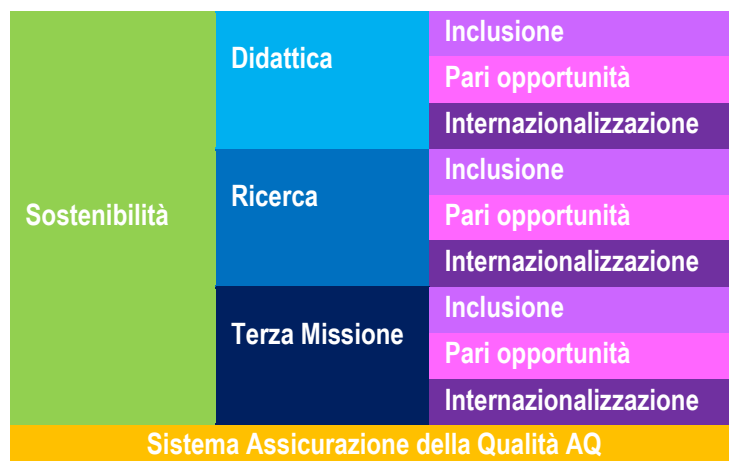 Sostenibilità
Didattica
Inclusione
Pari opportunità
Internazionalizzazione
Ricerca
Inclusione
Pari opportunità
Internazionalizzazione
Terza Missione
Inclusione
Pari opportunità
Internazionalizzazione
Sistema Assicurazione della Qualità AQ